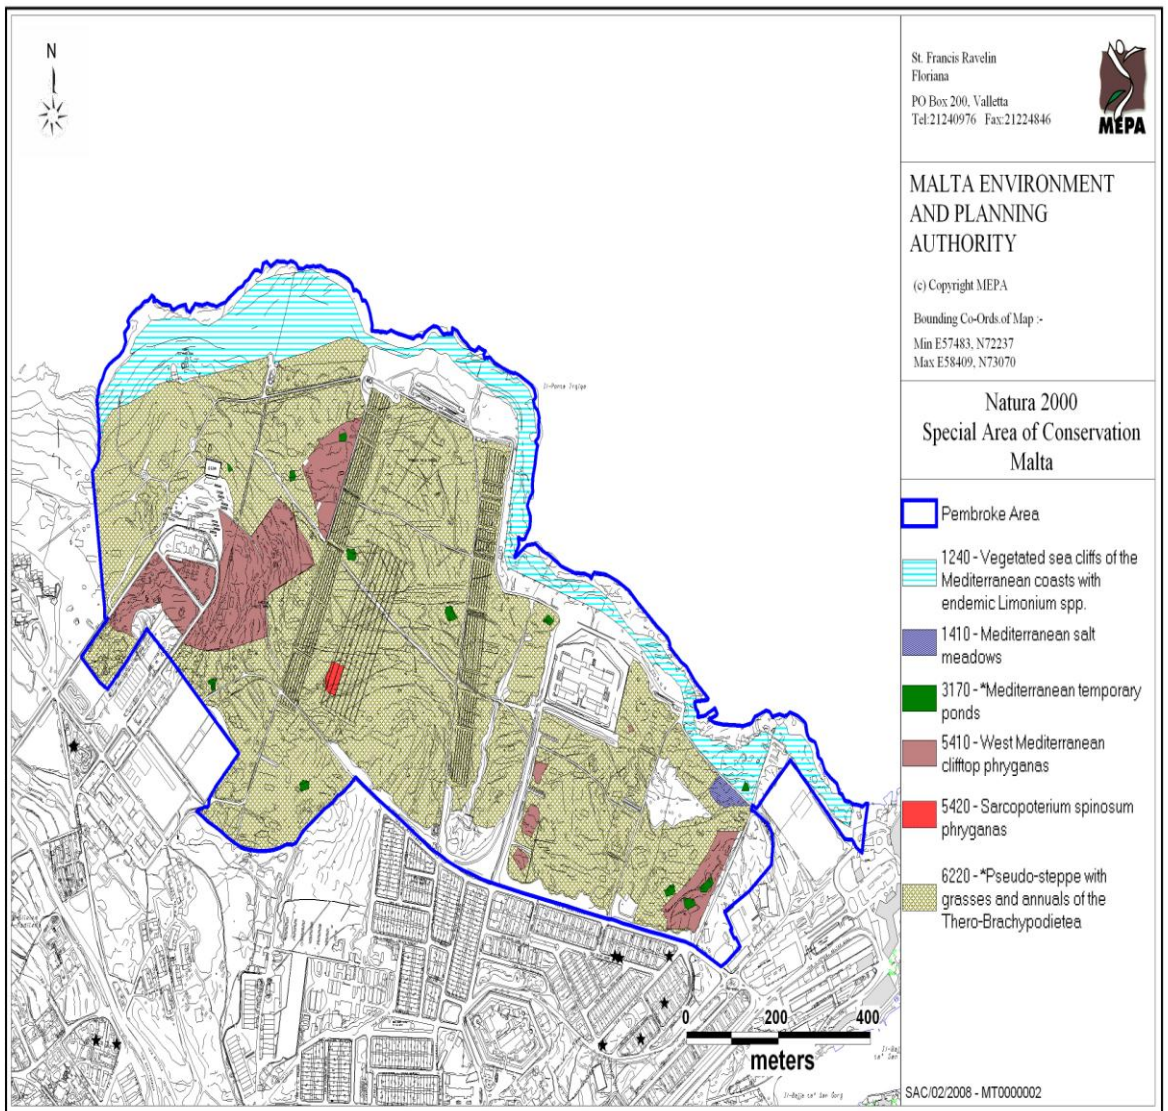 N
St. Francis Ravelin
Floriana
PO Box 200, Valletta
Tel:21240976 Fax:21224846
MEPA
MALTA ENVIRONMENT
AND PLANNING
AUTHORITY
(c) Copyright MEPA
Bounding Co-Ords.of Map :-
Min E57483, N72237
Max E58409, N73070
Natura 2000
Special Area of Conservation
Malta
Pembroke Area
1240 - Vegetated sea cliffs of the
Mediterranean coasts with
endemic Limonium spp.
1410 - Mediterranean salt
meadows
3170 - *Mediterranean temporary
ponds
5410 - West Mediterranean
clifftop phryganas
5420 - Sarcopoterium spinosum
phryganas
6220 - *Pseudo-steppe with
grasses and annuals of the
Thero-Brachypodietea
0 200 400
meters
SAC/02/2008 - MT0000002